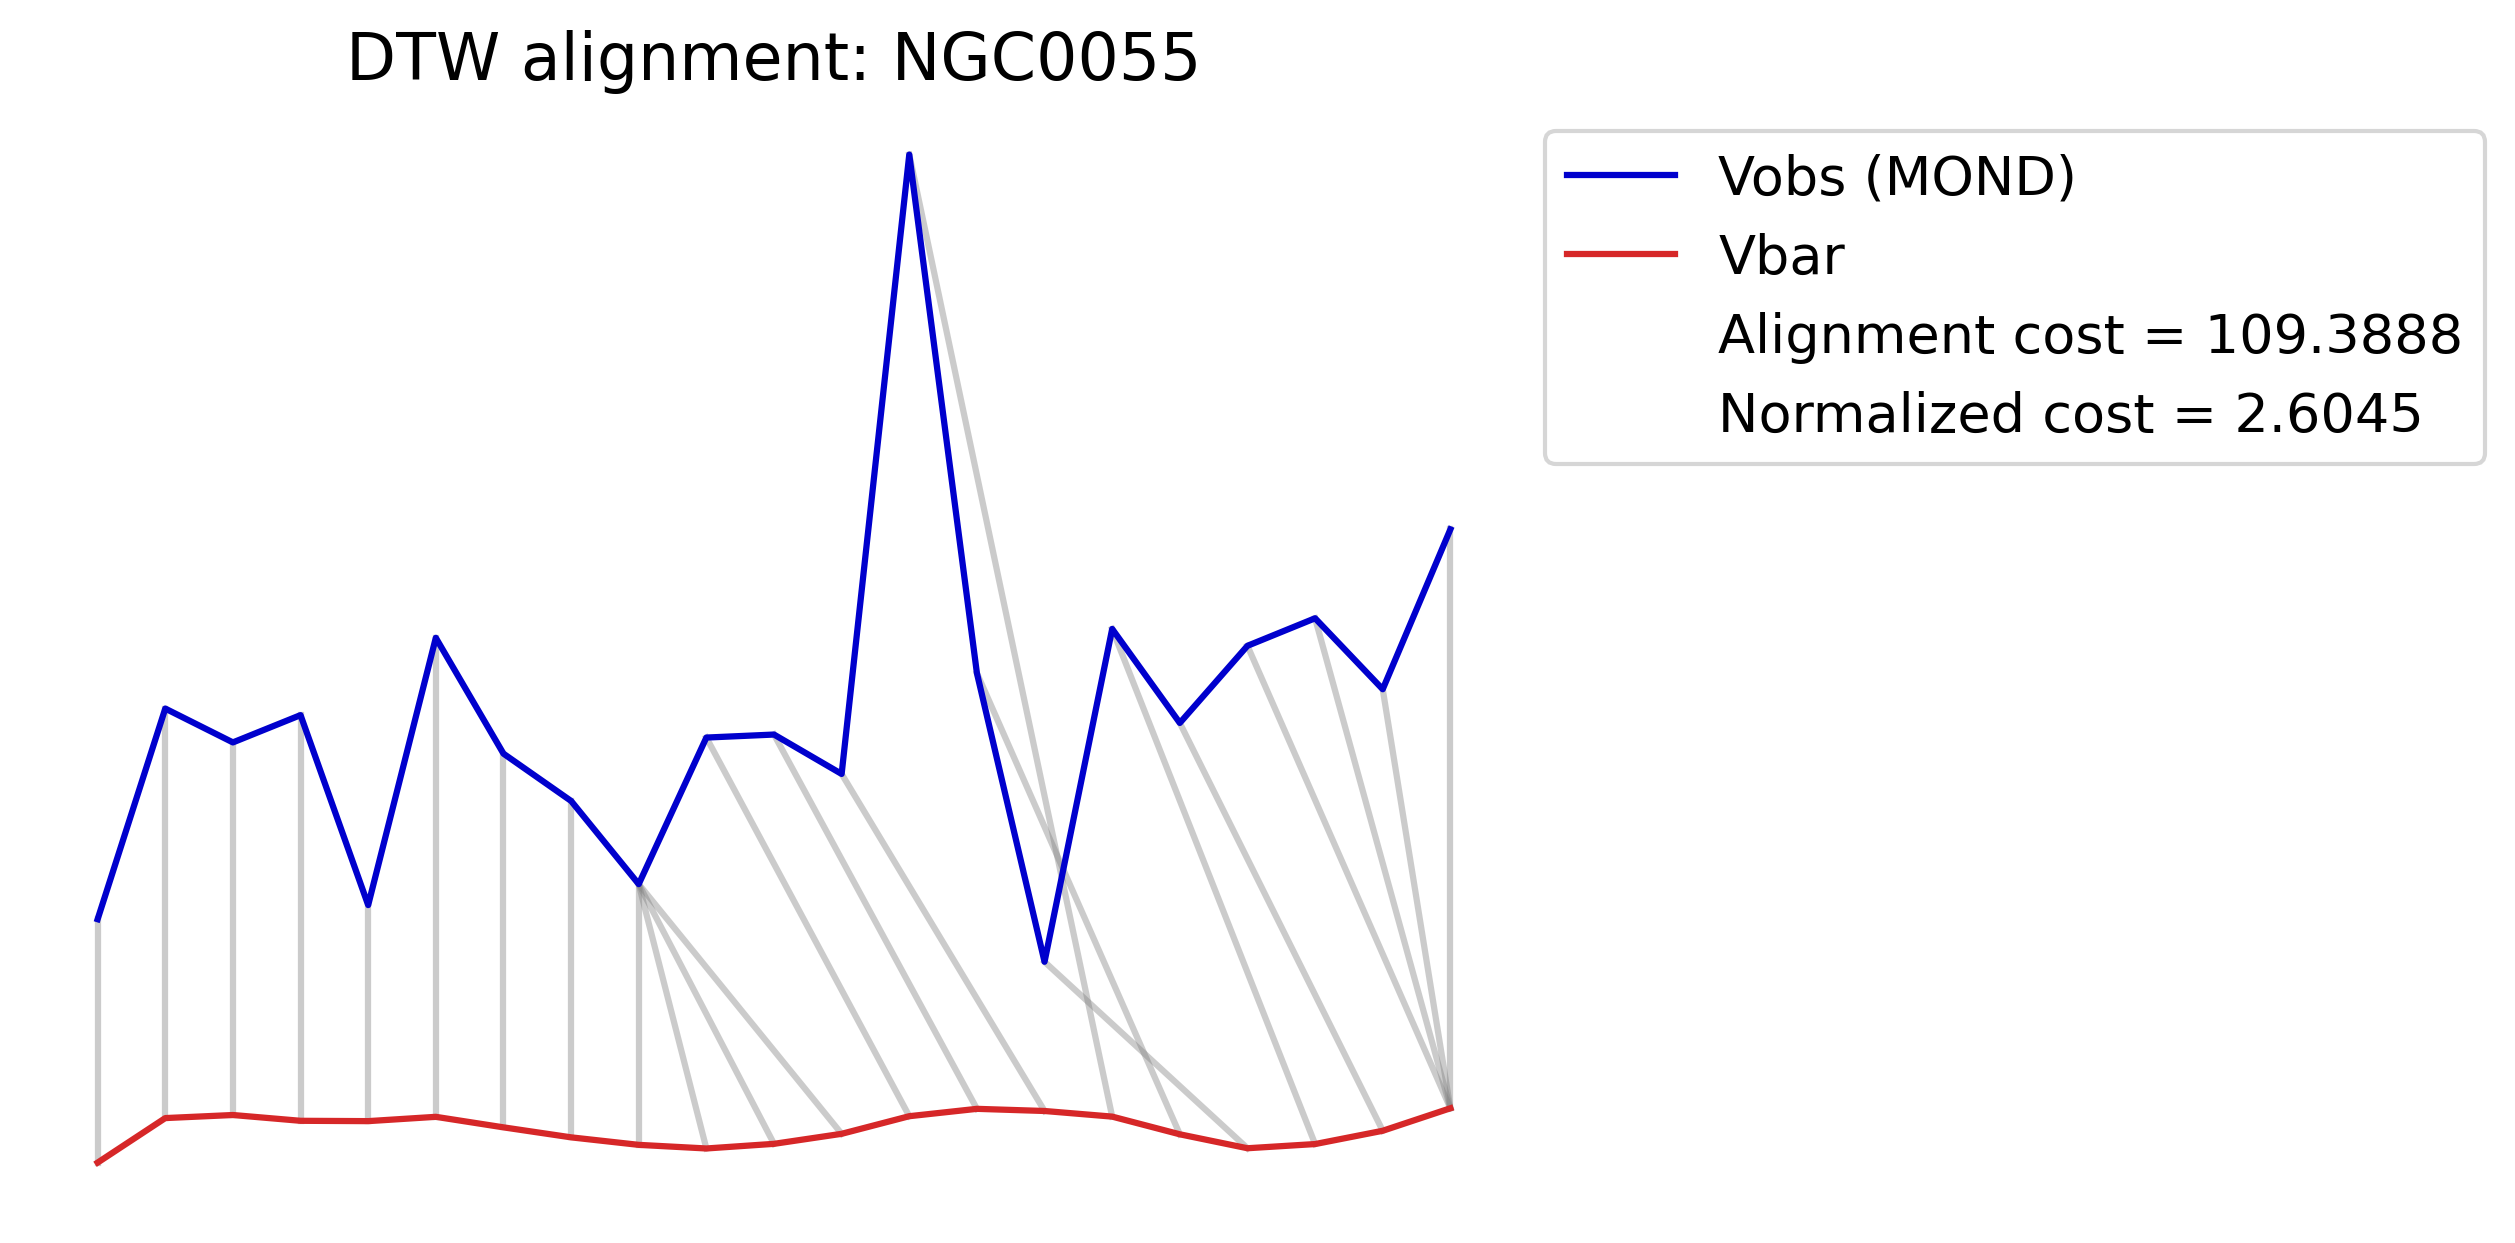 DTW alignment: NGC0055
Vobs (MOND)
Vbar
Alignment cost = 109.3888
Normalized cost = 2.6045